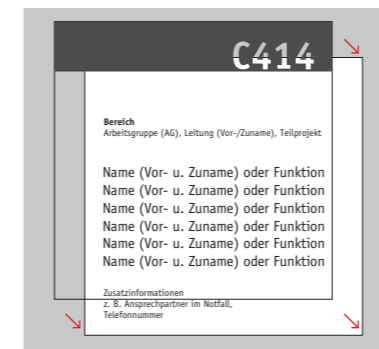 C414
Bereich
Arbeitsgruppe (AG), Leitung (Vor-/Zuname), Teilprojekt
Name (Vor- u. Zuname) oder Funktion
Name (Vor- u. Zuname) oder Funktion
Name (Vor- u. Zuname) oder Funktion
Name (Vor- u. Zuname) oder Funktion
Name (Vor- u. Zuname) oder Funktion
Name (Vor- u. Zuname) oder Funktion
Zusatzinformationen
z. B. Ansprechpartner im Notfall,
Telefonnummer